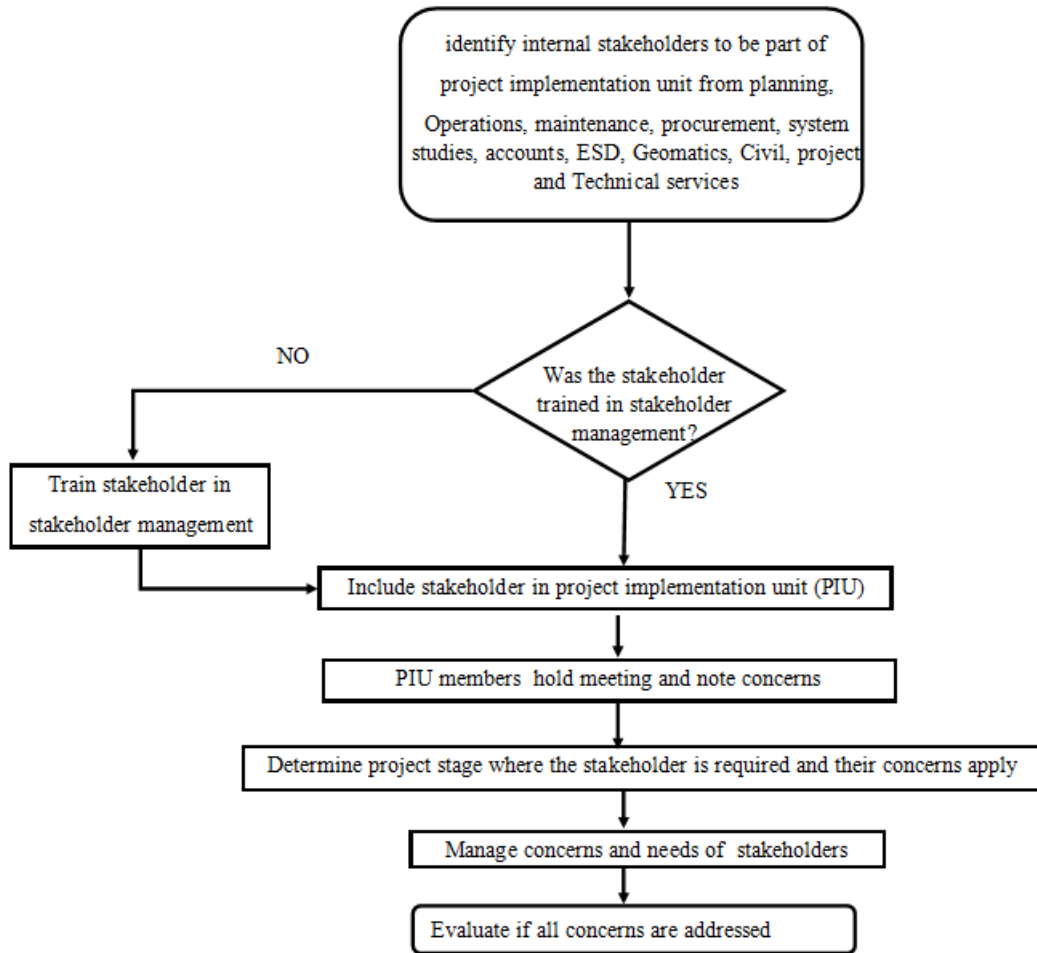 identify internal stakeholders to be part of
project implementation unit from planning,
Operations, maintenance, procurement, system
studies, accounts, ESD, Geomatics, Civil, project
and Technical services
NO
Was the stakeholder
trained in stakeholder
management?
YES
Train stakeholder in
stakeholder management
Include stakeholder in project implementation unit (PIU)
PIU members hold meeting and note concerns
Determine project stage where the stakeholder is required and their concerns apply
Manage concerns and needs of stakeholders
Evaluate if all concerns are addressed